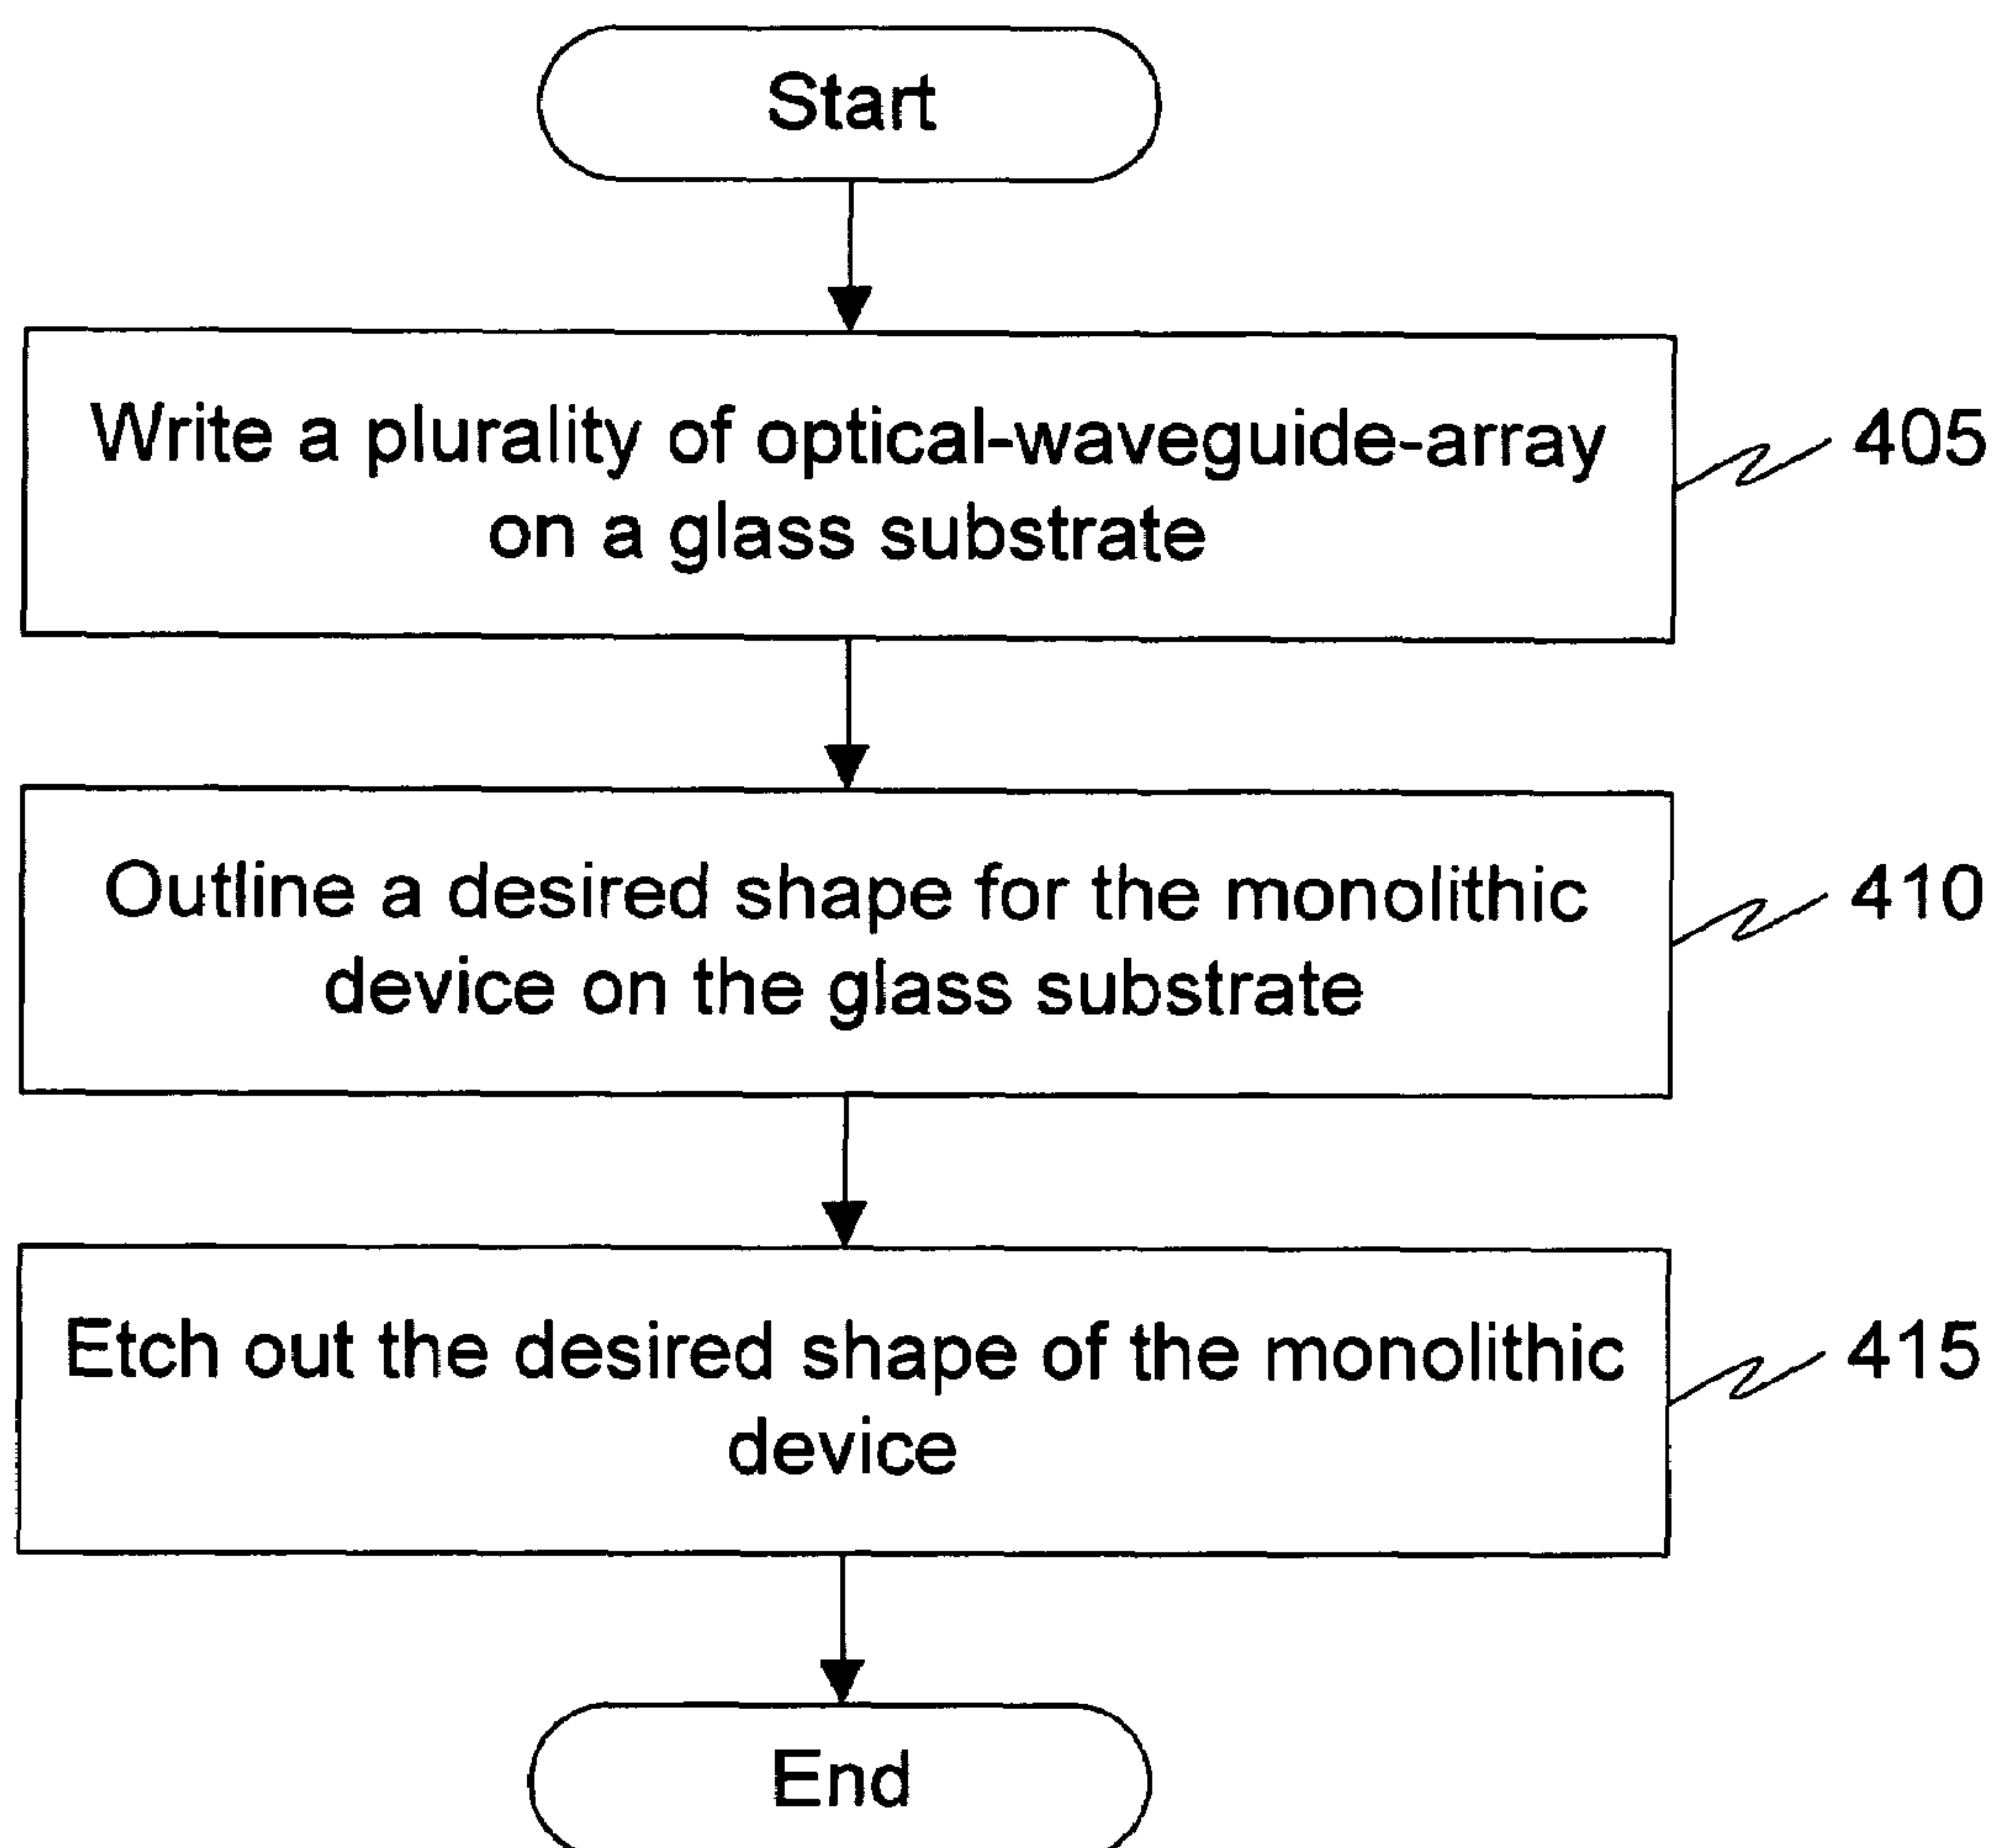 Start
Write a plurality of optical-waveguide-array
on a glass substrate
405
Outline a desired shape for the monolithic
device on the glass substrate
410
Etch out the desired shape of the monolithic
device
415
End